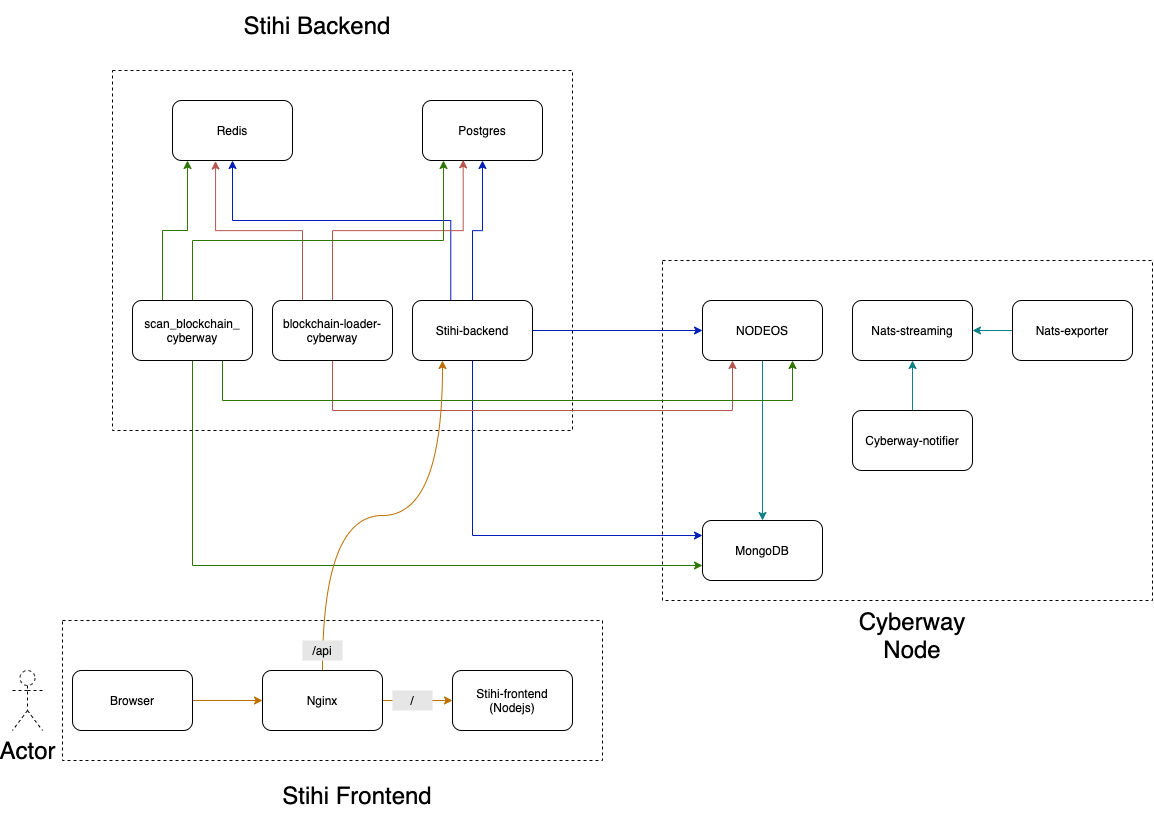 Stihi Backend
Redis
Postgres
scan_blockchain_
cyberway
blockchain-loader-
cyberway
Stihi-backend
NODEOS
Nats-streaming
Nats-exporter
Cyberway-notifier
MongoDB
Cyberway
Node
/api
Browser
Nginx
/
Stihi-frontend
(Nodejs)
Actor
Stihi Frontend